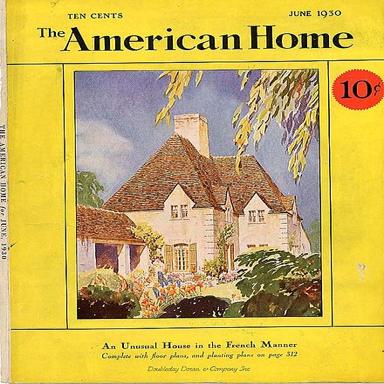 TEN CENTS
JUNE 1930
The American Home
10¢
THE AMERICAN HOME for JUNE, 1930
An Unusual House in the French Manner
Complete with floor plans, and planting plans on page 312
Doubleday Doran & Company Inc